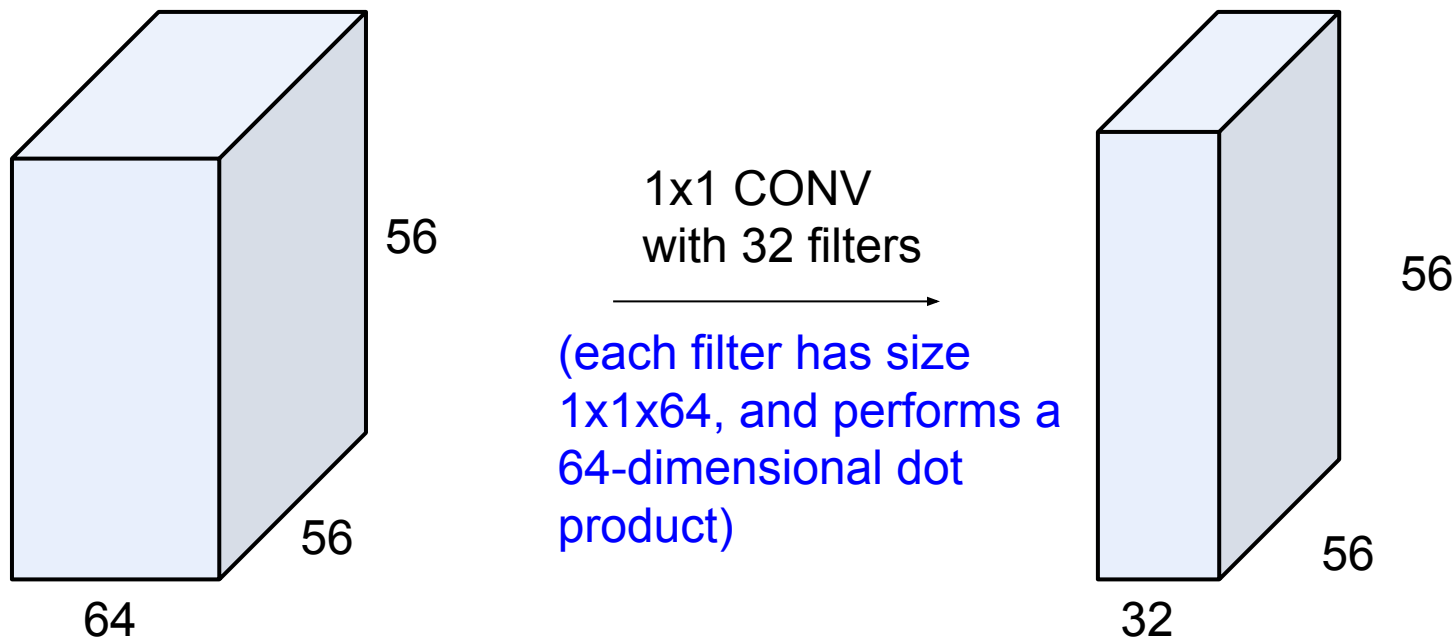 56
56
64
1x1 CONV
with 32 filters
(each filter has size
1x1x64, and performs a
64-dimensional dot
product)
56
56
32